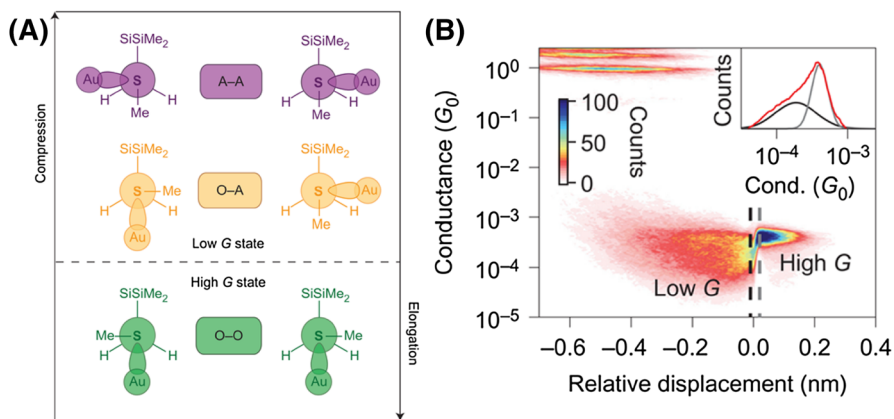 (A)
Compression
SiSiMe2
Au
S
H
H
Me
A–A
SiSiMe2
S
Au
H
H
Me
SiSiMe2
S
Me
H
H
Au
O–A
SiSiMe2
S
Au
H
H
Me
Low G state
High G state
SiSiMe2
Me
S
H
H
Au
O–O
SiSiMe2
S
Me
H
H
Au
Elongation
(B)
Conductance (G0)
10^0
10^−1
10^−2
10^−3
10^−4
10^−5
100
50
0
Counts
Counts
10^−4
10^−3
Cond. (G0)
Low G
High G
−0.6
−0.4
−0.2
0.0
0.2
0.4
Relative displacement (nm)